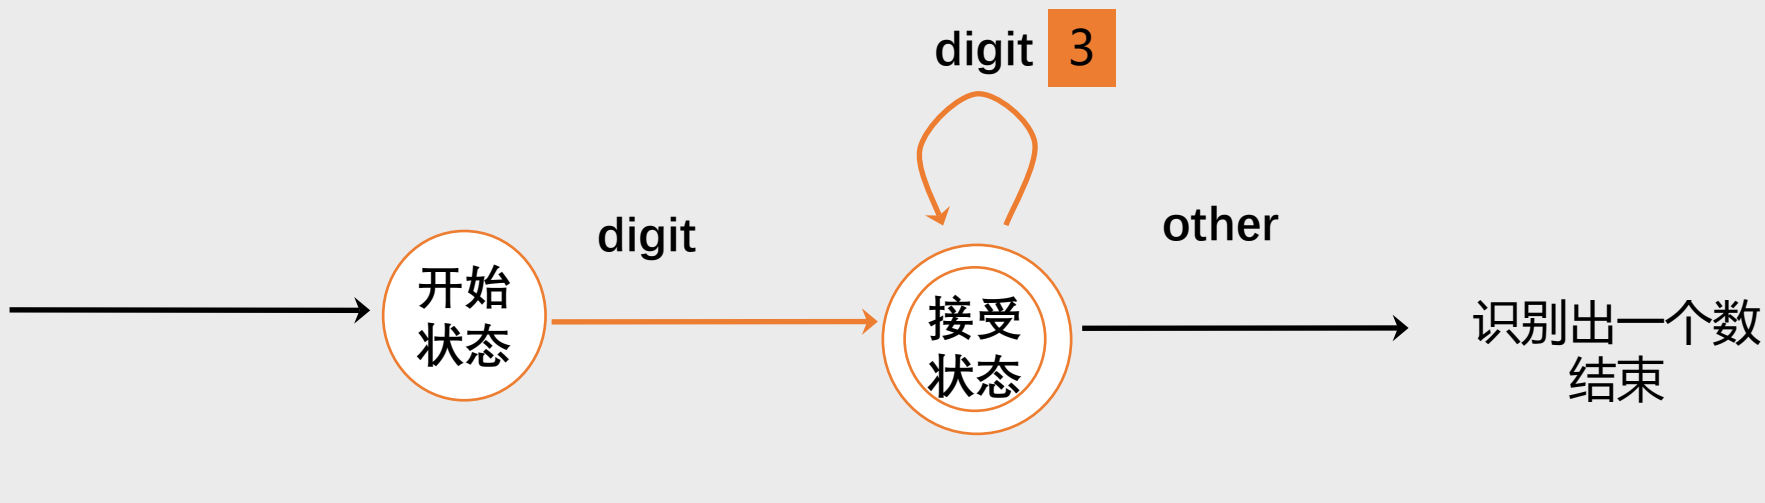 digit 3
digit
other
开始
状态
接受
状态
识别出一个数
结束